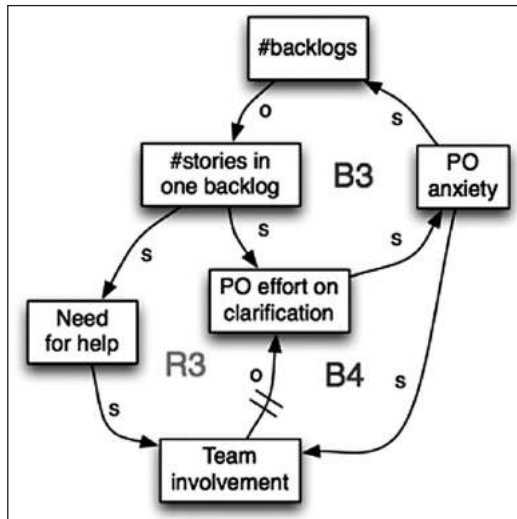 #backlogs
o
s
#stories in
one backlog
B3
PO
anxiety
s
s
s
PO effort on
clarification
Need
for help
R3
o
B4
s
s
Team
involvement